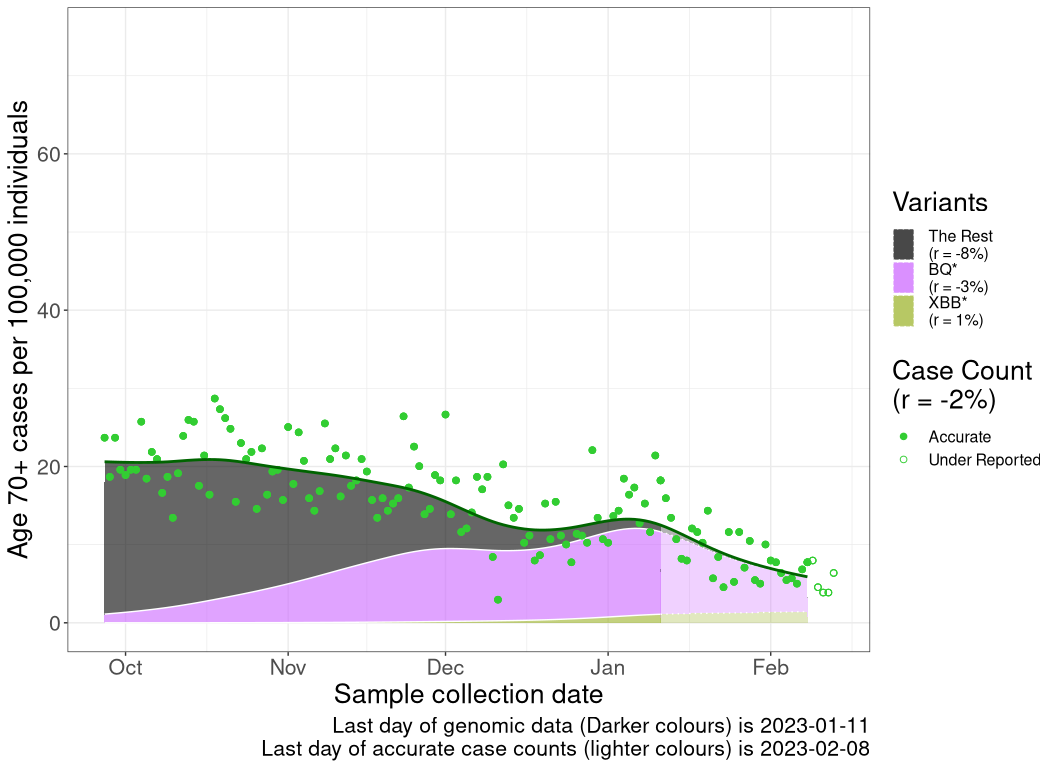 Age 70+ cases per 100,000 individuals
60
40
20
0
Oct Nov Dec Jan Feb
Sample collection date
Last day of genomic data (Darker colours) is 2023-01-11
Last day of accurate case counts (lighter colours) is 2023-02-08
Variants
The Rest
(r = -8%)
BQ*
(r = -3%)
XBB*
(r = 1%)
Case Count
(r = -2%)
Accurate
Under Reported